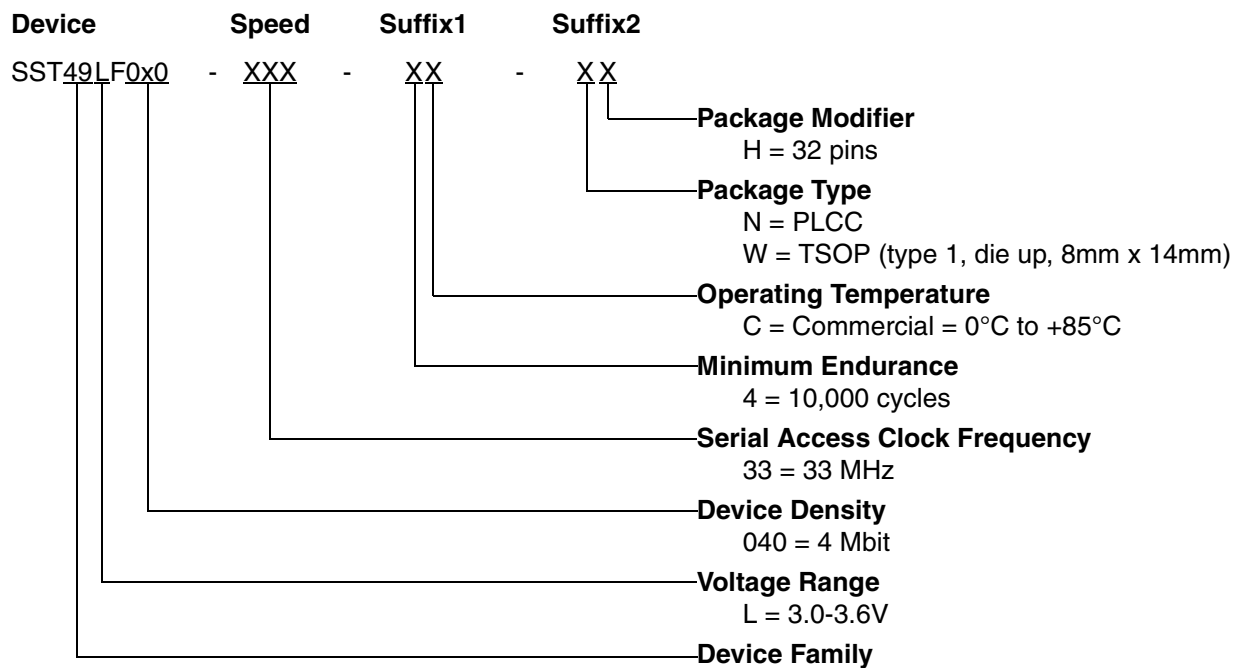 Device Speed Suffix1 Suffix2
SST49LF0x0 - XXX - XX - XX
Package Modifier
H = 32 pins
Package Type
N = PLCC
W = TSOP (type 1, die up, 8mm x 14mm)
Operating Temperature
C = Commercial = 0°C to +85°C
Minimum Endurance
4 = 10,000 cycles
Serial Access Clock Frequency
33 = 33 MHz
Device Density
040 = 4 Mbit
Voltage Range
L = 3.0-3.6V
Device Family